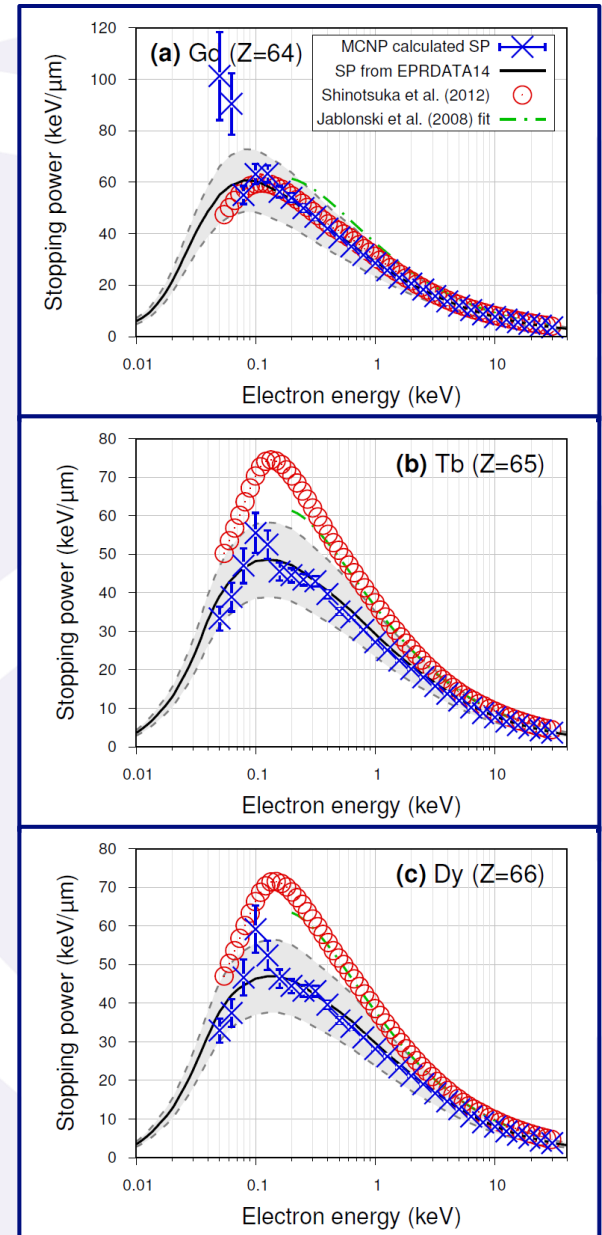 (a) Gd (Z=64)
MCNP calculated SP
SP from EPRDATA14
Shinotsuka et al. (2012)
Jablonski et al. (2008) fit
Stopping power (keV/μm)
120
100
80
60
40
20
0
0.01 0.1 1 10
Electron energy (keV)
(b) Tb (Z=65)
Stopping power (keV/μm)
80
70
60
50
40
30
20
10
0
0.01 0.1 1 10
Electron energy (keV)
(c) Dy (Z=66)
Stopping power (keV/μm)
80
70
60
50
40
30
20
10
0
0.01 0.1 1 10
Electron energy (keV)